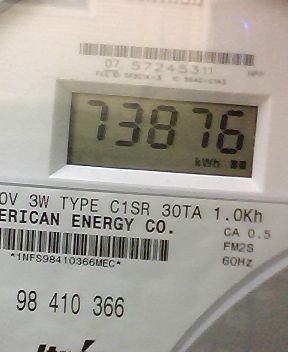 07 57245311
73876
kWh
0V 3W TYPE C1SR 30TA 1.0Kh
ERICAN ENERGY CO.
CA 0.5
FM2S
60Hz
*1NFS98410366MEC*
98 410 366